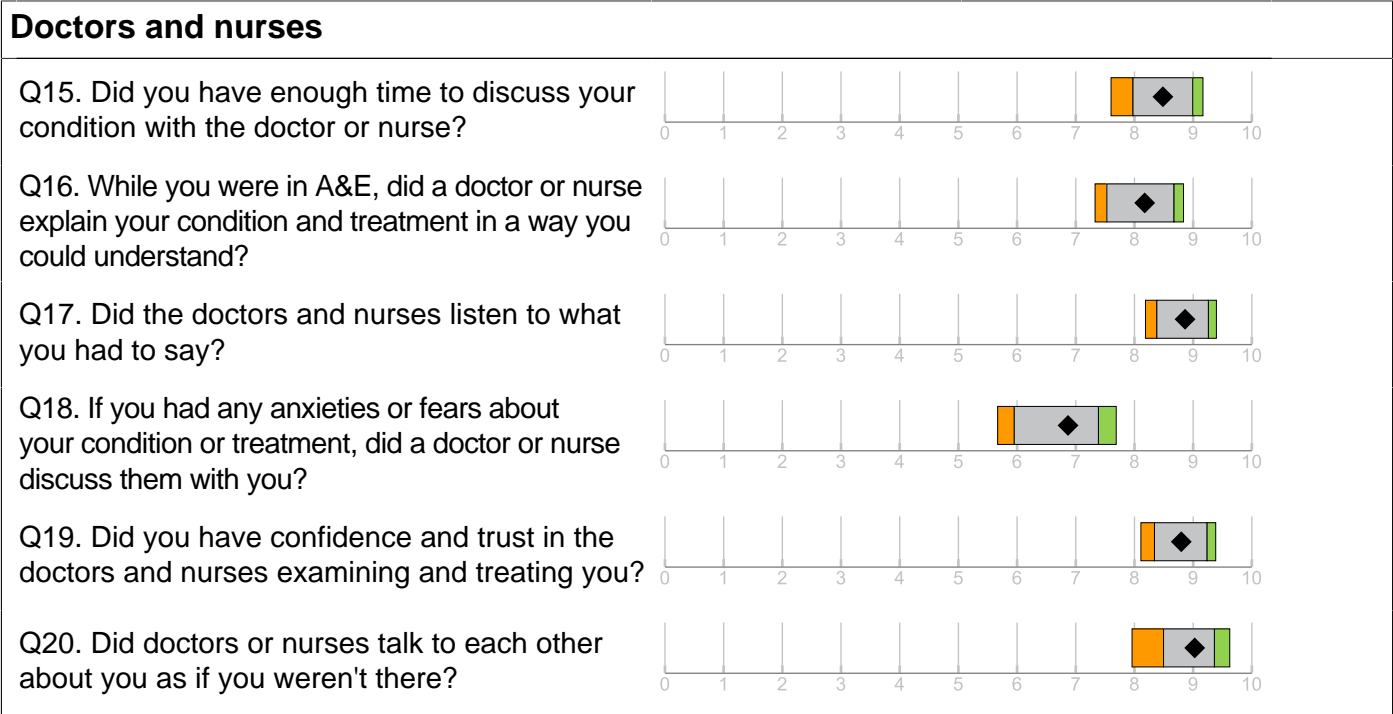 Doctors and nurses
Q15. Did you have enough time to discuss your
condition with the doctor or nurse?
0 1 2 3 4 5 6 7 8 9 10
Q16. While you were in A&E, did a doctor or nurse
explain your condition and treatment in a way you
could understand?
0 1 2 3 4 5 6 7 8 9 10
Q17. Did the doctors and nurses listen to what
you had to say?
0 1 2 3 4 5 6 7 8 9 10
Q18. If you had any anxieties or fears about
your condition or treatment, did a doctor or nurse
discuss them with you?
0 1 2 3 4 5 6 7 8 9 10
Q19. Did you have confidence and trust in the
doctors and nurses examining and treating you?
0 1 2 3 4 5 6 7 8 9 10
Q20. Did doctors or nurses talk to each other
about you as if you weren't there?
0 1 2 3 4 5 6 7 8 9 10